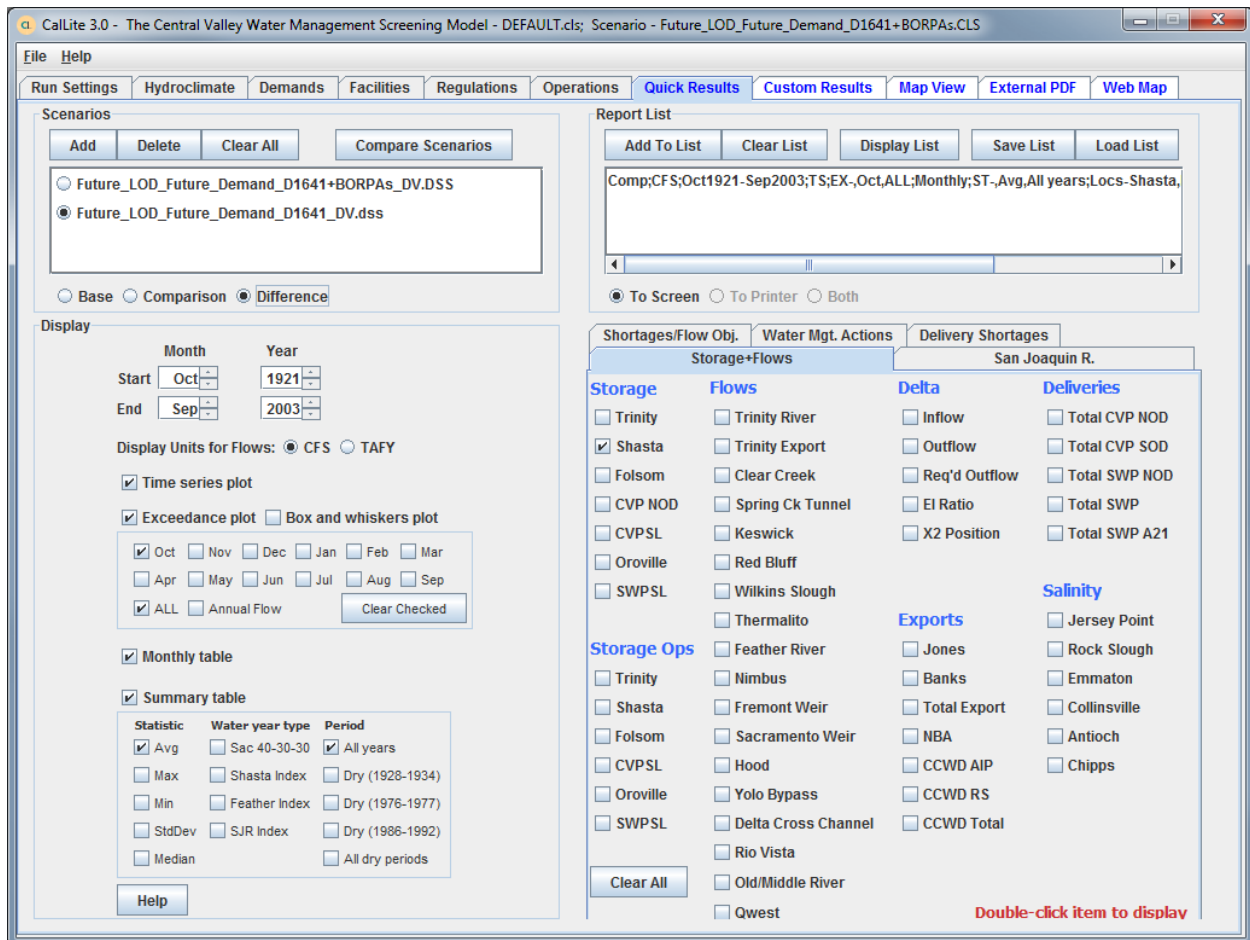 CalLite 3.0 - The Central Valley Water Management Screening Model - DEFAULT.cls; Scenario - Future_LOD_Future_Demand_D1641+BORPAs.CLS
File Help
Run Settings Hydroclimate Demands Facilities Regulations Operations Quick Results Custom Results Map View External PDF Web Map
Scenarios
Add Delete Clear All Compare Scenarios
Future_LOD_Future_Demand_D1641+BORPAs_DV.DSS
Future_LOD_Future_Demand_D1641_DV.dss
Base Comparison Difference
Report List
Add To List Clear List Display List Save List Load List
Comp;CFS;Oct1921-Sep2003;TS;EX-,Oct,ALL;Monthly;ST-,Avg,All years;Locs-Shasta,
To Screen To Printer Both
Display
Month Year
Start Oct 1921
End Sep 2003
Display Units for Flows: CFS TAFY
Time series plot
Exceedance plot Box and whiskers plot
Oct Nov Dec Jan Feb Mar
Apr May Jun Jul Aug Sep
ALL Annual Flow Clear Checked
Monthly table
Summary table
Statistic Water year type Period
Avg Sac 40-30-30 All years
Max Shasta Index Dry (1928-1934)
Min Feather Index Dry (1976-1977)
StdDev SJR Index Dry (1986-1992)
Median All dry periods
Help
Shortages/Flow Obj. Water Mgt. Actions Delivery Shortages
Storage+Flows San Joaquin R.
Storage Flows Delta Deliveries
Trinity Trinity River Inflow Total CVP NOD
Shasta Trinity Export Outflow Total CVP SOD
Folsom Clear Creek Req'd Outflow Total SWP NOD
CVP NOD Spring Ck Tunnel EI Ratio Total SWP
CVPSL Keswick X2 Position Total SWP A21
Oroville Red Bluff
SWPSL Wilkins Slough Salinity
Thermalito Exports Jersey Point
Storage Ops Feather River Jones Rock Slough
Trinity Nimbus Banks Emmaton
Shasta Fremont Weir Total Export Collinsville
Folsom Sacramento Weir NBA Antioch
CVPSL Hood CCWD AIP Chipps
Oroville Yolo Bypass CCWD RS
SWPSL Delta Cross Channel CCWD Total
Rio Vista
Clear All Old/Middle River
Qwest Double-click item to display